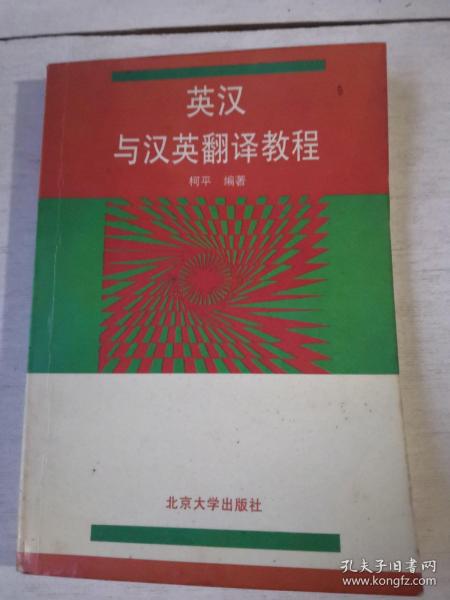 英汉
与汉英翻译教程
柯平 编著
北京大学出版社
孔夫子旧书网
www.kongfz.com